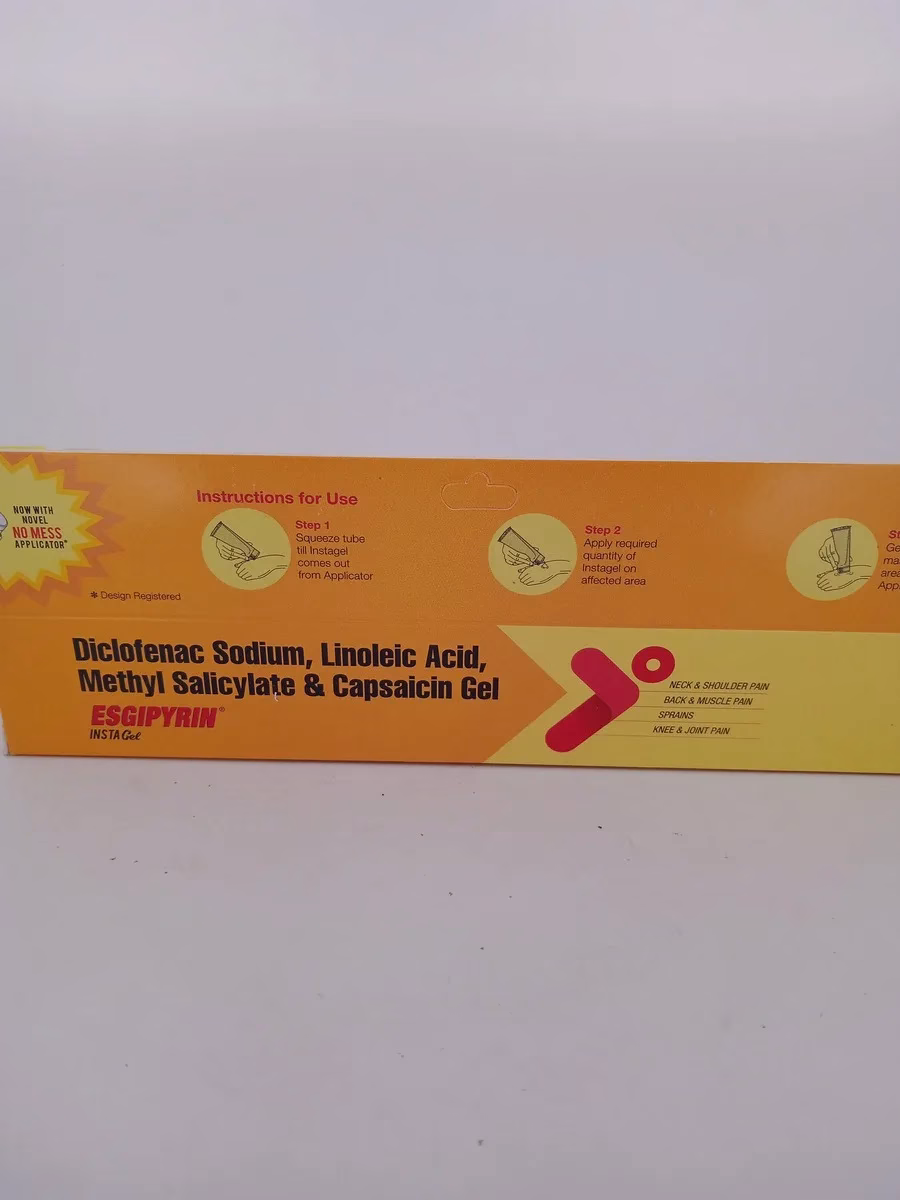 NOW WITH
NOVEL
NO MESS
APPLICATOR*
* Design Registered
Instructions for Use
Step 1
Squeeze tube
till Instagel
comes out
from Applicator
Step 2
Apply required
quantity of
Instagel on
affected area
Diclofenac Sodium, Linoleic Acid,
Methyl Salicylate & Capsaicin Gel
ESGIPYRIN®
INSTAGel
NECK & SHOULDER PAIN
BACK & MUSCLE PAIN
SPRAINS
KNEE & JOINT PAIN